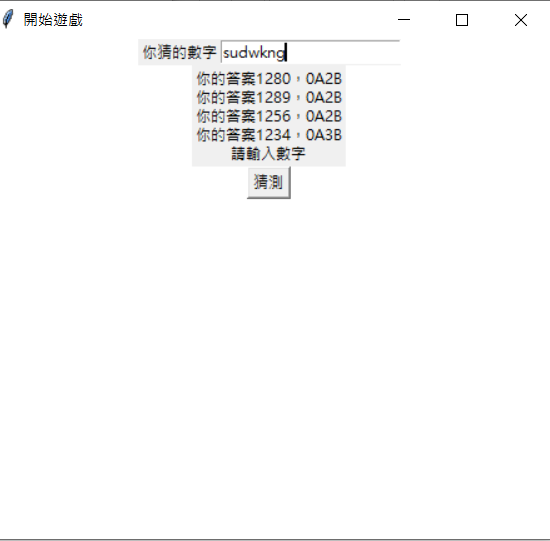 開始遊戲
你猜的數字 sudwkng
你的答案1280，0A2B
你的答案1289，0A2B
你的答案1256，0A2B
你的答案1234，0A3B
請輸入數字
猜測